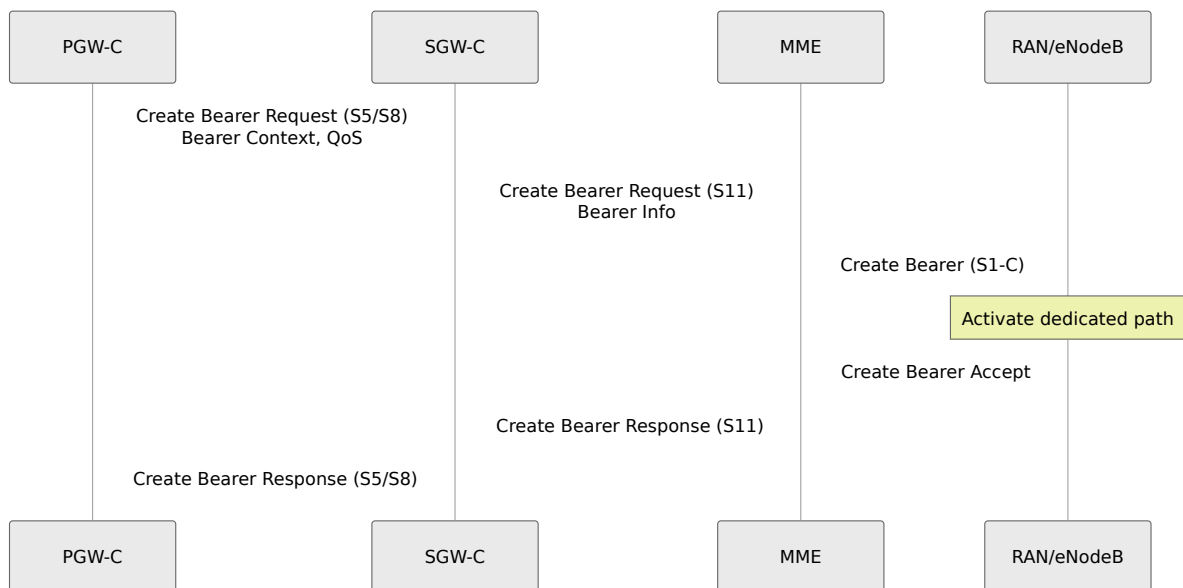 PGW-C
SGW-C
MME
RAN/eNodeB
Create Bearer Request (S5/S8)
Bearer Context, QoS
Create Bearer Request (S11)
Bearer Info
Create Bearer (S1-C)
Activate dedicated path
Create Bearer Accept
Create Bearer Response (S11)
Create Bearer Response (S5/S8)
PGW-C
SGW-C
MME
RAN/eNodeB